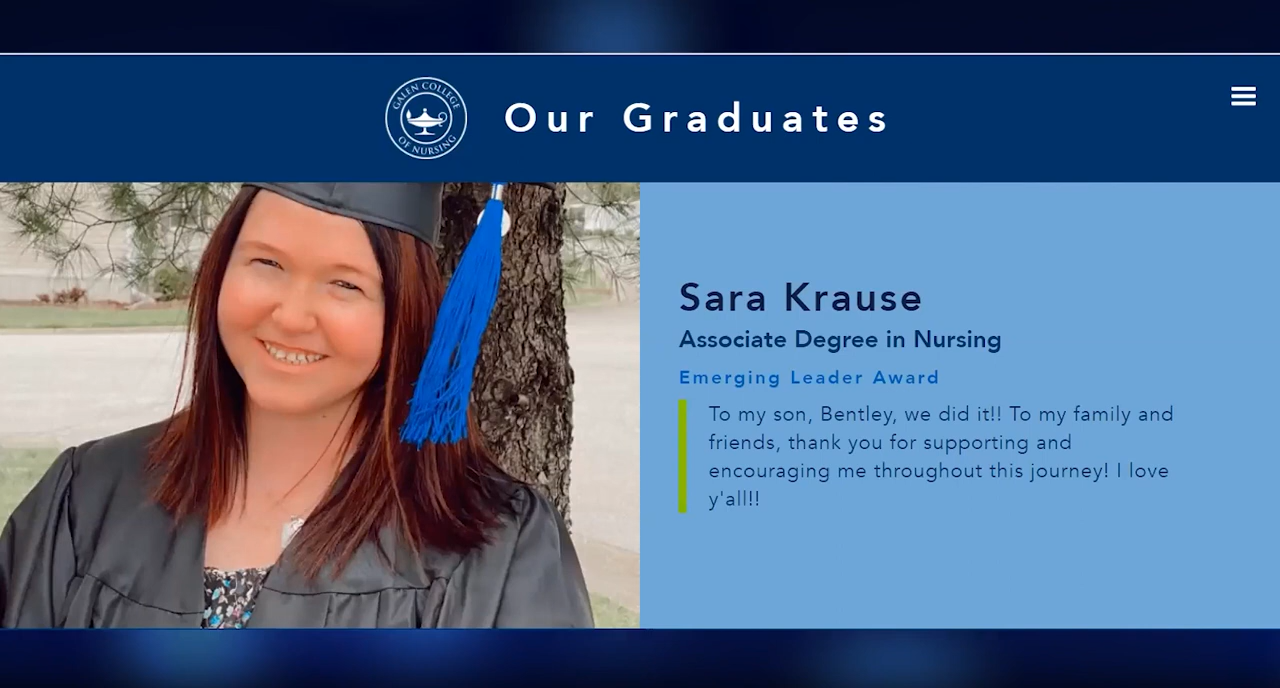 GALEN COLLEGE
OF NURSING
Our Graduates
Sara Krause
Associate Degree in Nursing
Emerging Leader Award
To my son, Bentley, we did it!! To my family and
friends, thank you for supporting and
encouraging me throughout this journey! I love
y'all!!